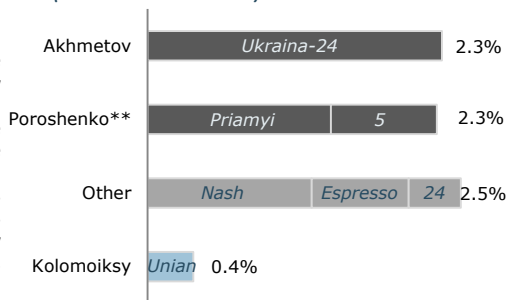 Akhmetov Ukraina-24 2.3%
Poroshenko** Priamyi 5 2.3%
Other Nash Espresso 24 2.5%
Kolomoiksy Unian 0.4%